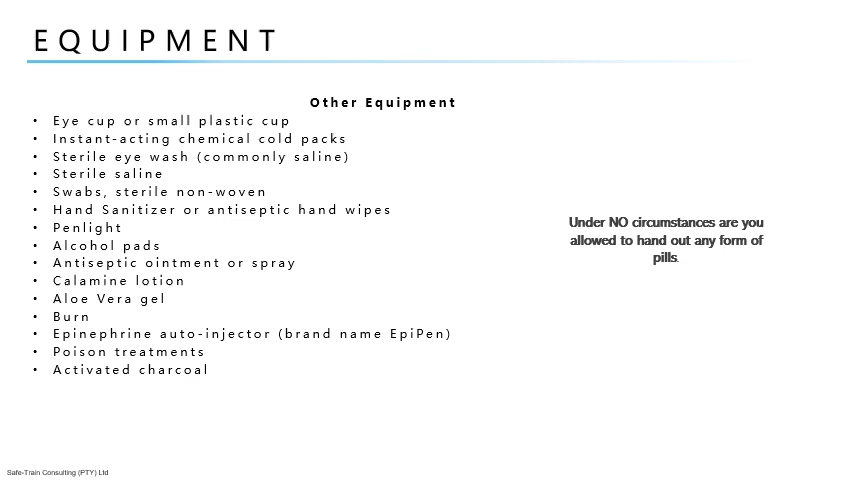 EQUIPMENT
Other Equipment
• Eye cup or small plastic cup
• Instant-acting chemical cold packs
• Sterile eye wash (commonly saline)
• Sterile saline
• Swabs, sterile non-woven
• Hand Sanitizer or antiseptic hand wipes
• Penlight
• Alcohol pads
• Antiseptic ointment or spray
• Calamine lotion
• Aloe Vera gel
• Burn
• Epinephrine auto-injector (brand name EpiPen)
• Poison treatments
• Activated charcoal
Under NO circumstances are you
allowed to hand out any form of
pills.
Safe-Train Consulting (PTY) Ltd